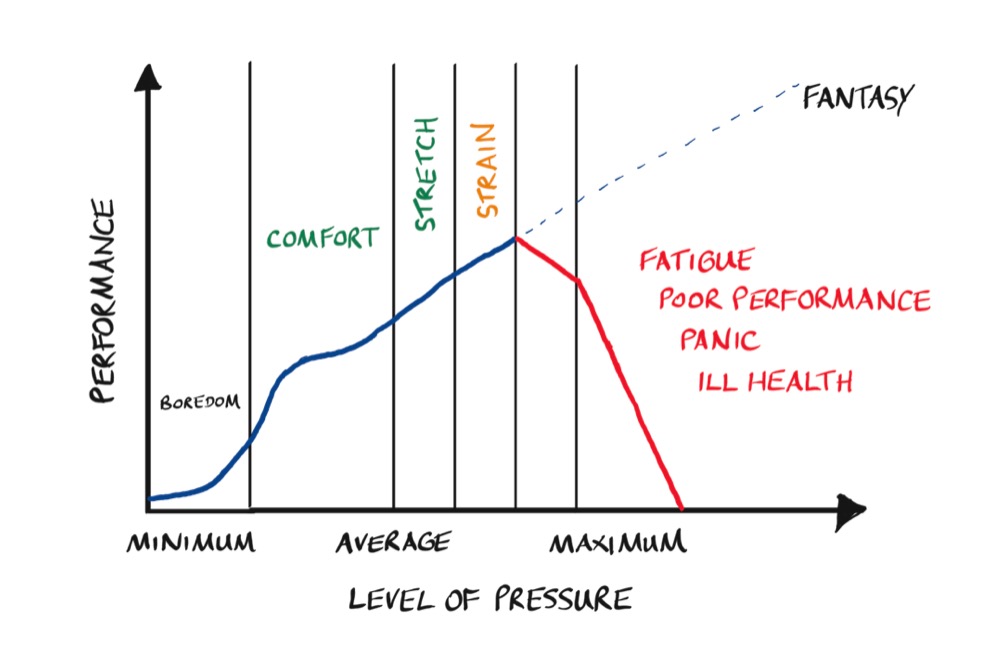 FANTASY
STRETCH
STRAIN
COMFORT
PERFORMANCE
FATIGUE
POOR PERFORMANCE
PANIC
ILL HEALTH
BOREDOM
MINIMUM
AVERAGE
MAXIMUM
LEVEL OF PRESSURE